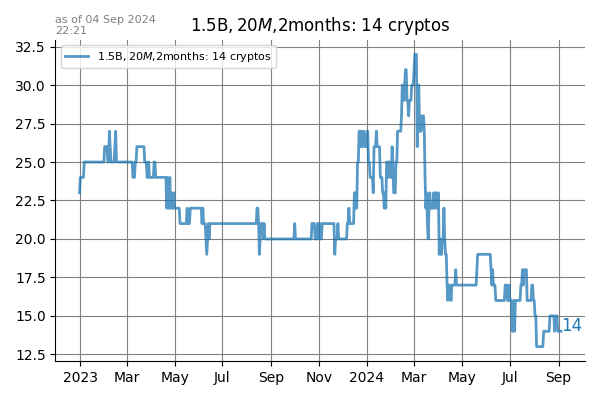 as of 04 Sep 2024
22:21
1.5B, 20M,2months: 14 cryptos
1.5B, 20M,2months: 14 cryptos
32.5
30.0
27.5
25.0
22.5
20.0
17.5
15.0
12.5
14
2023 Mar May Jul Sep Nov 2024 Mar May Jul Sep